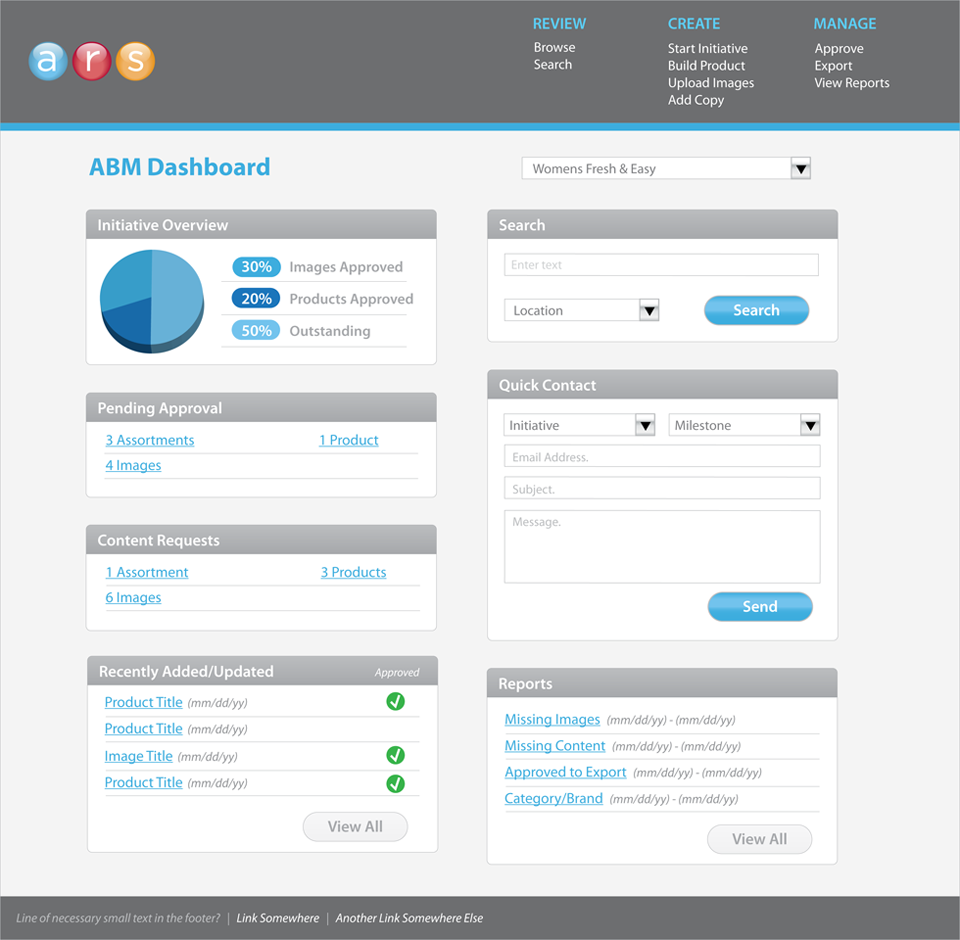 ars
REVIEW
Browse
Search
CREATE
Start Initiative
Build Product
Upload Images
Add Copy
MANAGE
Approve
Export
View Reports
ABM Dashboard
Womens Fresh & Easy
Initiative Overview
30% Images Approved
20% Products Approved
50% Outstanding
Pending Approval
3 Assortments 1 Product
4 Images
Content Requests
1 Assortment 3 Products
6 Images
Recently Added/Updated Approved
Product Title (mm/dd/yy)
Product Title (mm/dd/yy)
Image Title (mm/dd/yy)
Product Title (mm/dd/yy)
View All
Search
Enter text
Location Search
Quick Contact
Initiative Milestone
Email Address.
Subject.
Message.
Send
Reports
Missing Images (mm/dd/yy) - (mm/dd/yy)
Missing Content (mm/dd/yy) - (mm/dd/yy)
Approved to Export (mm/dd/yy) - (mm/dd/yy)
Category/Brand (mm/dd/yy) - (mm/dd/yy)
View All
Line of necessary small text in the footer? | Link Somewhere | Another Link Somewhere Else